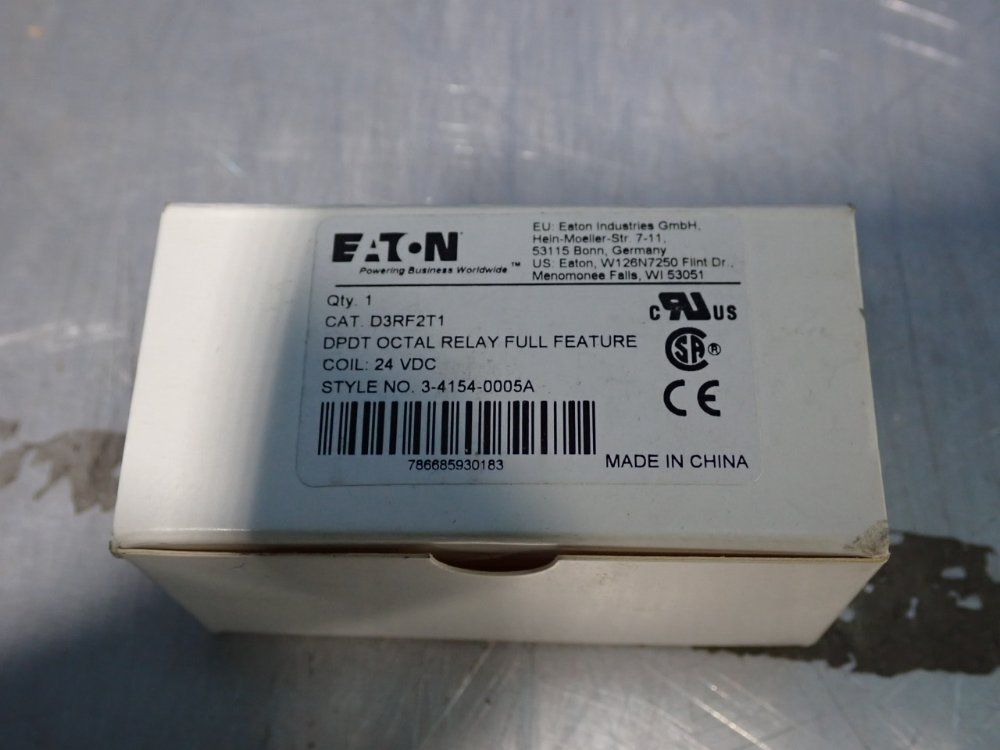 EATON
Powering Business Worldwide™
EU: Eaton Industries GmbH,
Hein-Moeller-Str. 7-11,
53115 Bonn, Germany
US: Eaton, W126N7250 Flint Dr.,
Menomonee Falls, WI 53051
Qty. 1
CAT. D3RF2T1
DPDT OCTAL RELAY FULL FEATURE
COIL: 24 VDC
STYLE NO. 3-4154-0005A
786685930183
c RU US
SA ®
CE
MADE IN CHINA